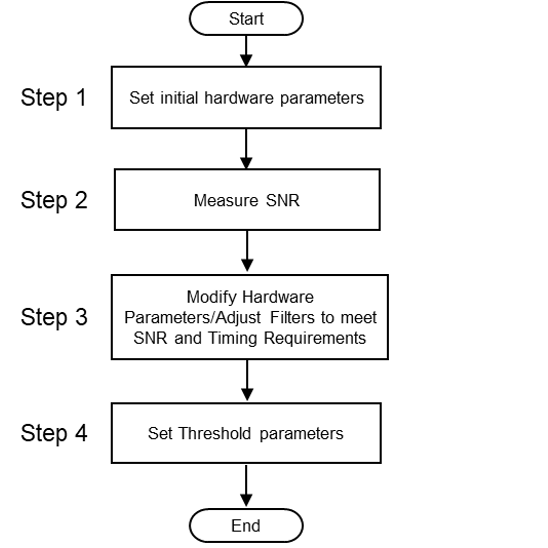 Start
Step 1
Set initial hardware parameters
Step 2
Measure SNR
Step 3
Modify Hardware
Parameters/Adjust Filters to meet
SNR and Timing Requirements
Step 4
Set Threshold parameters
End